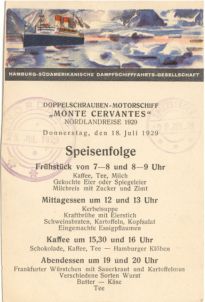 HAMBURG-SÜDAMERIKANISCHE DAMPFSCHIFFFAHRTS-GESELLSCHAFT
DOPPELSCHRAUBEN-MOTORSCHIFF
„MONTE CERVANTES"
NORDLANDREISE 1929
Donnerstag, den 18. Juli 1929
Speisenfolge
Frühstück von 7—8 und 8—9 Uhr
Kaffee, Tee, Milch
Gekochte Eier oder Spiegeleier
Milchreis mit Zucker und Zimt
Mittagessen um 12 und 13 Uhr
Kerbelsuppe
Kraftbrühe mit Eierstich
Schweinsbraten, Kartoffeln, Kopfsalat
Eingemachte Essigpflaumen
Kaffee um 15,30 und 16 Uhr
Schokolade, Kaffee, Tee — Hamburger Klöben
Abendessen um 19 und 20 Uhr
Frankfurter Würstchen mit Sauerkraut und Kartoffelpüree
Verschiedene Sorten Wurst
Butter — Käse
Tee